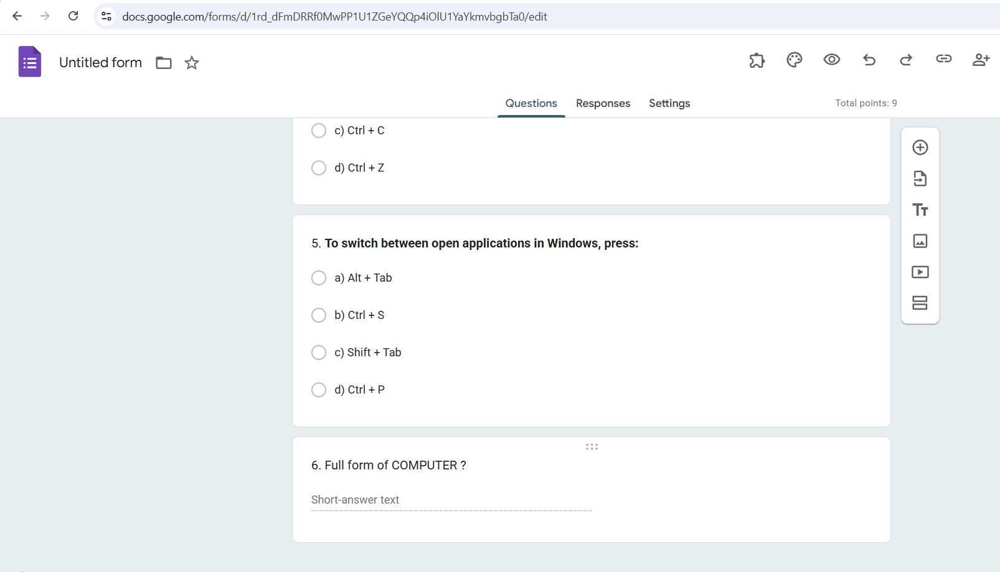 docs.google.com/forms/d/1rd_dFmDRRf0MwPP1U1ZGeYQQp4iOlU1YaYkmvbgbTa0/edit
Untitled form
Questions Responses Settings Total points: 9
c) Ctrl + C
d) Ctrl + Z
5. To switch between open applications in Windows, press:
a) Alt + Tab
b) Ctrl + S
c) Shift + Tab
d) Ctrl + P
6. Full form of COMPUTER ?
Short-answer text